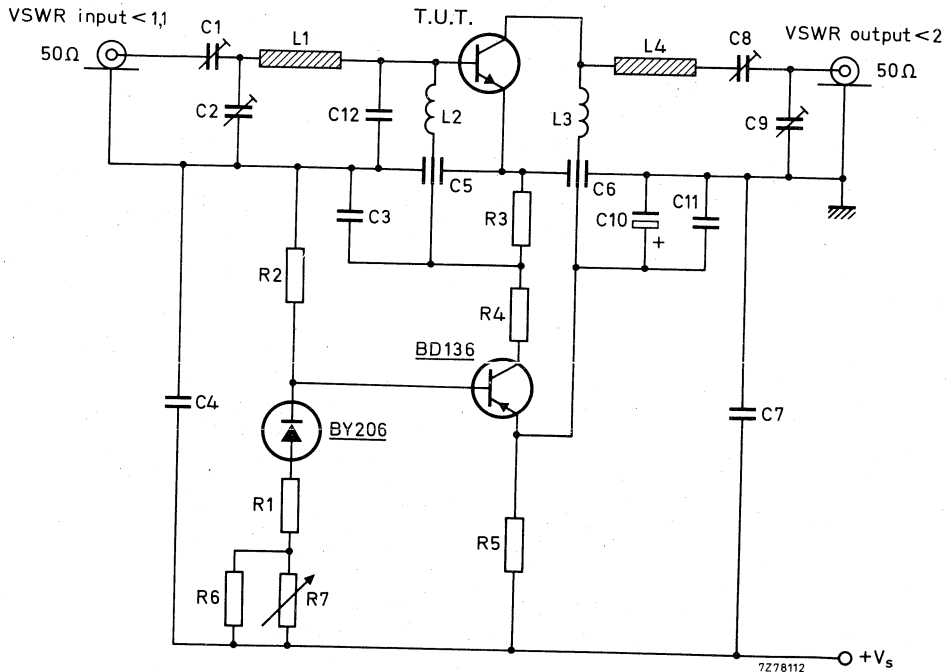 VSWR input<1,1
T.U.T.
VSWR output<2
50Ω
C1
L1
L4
C8
50Ω
C2
C12
L2
L3
C9
C5
C6
C3
R3
C10
C11
+
R2
R4
BD136
C4
BY206
C7
R1
R5
R6
R7
7Z78112
+Vs